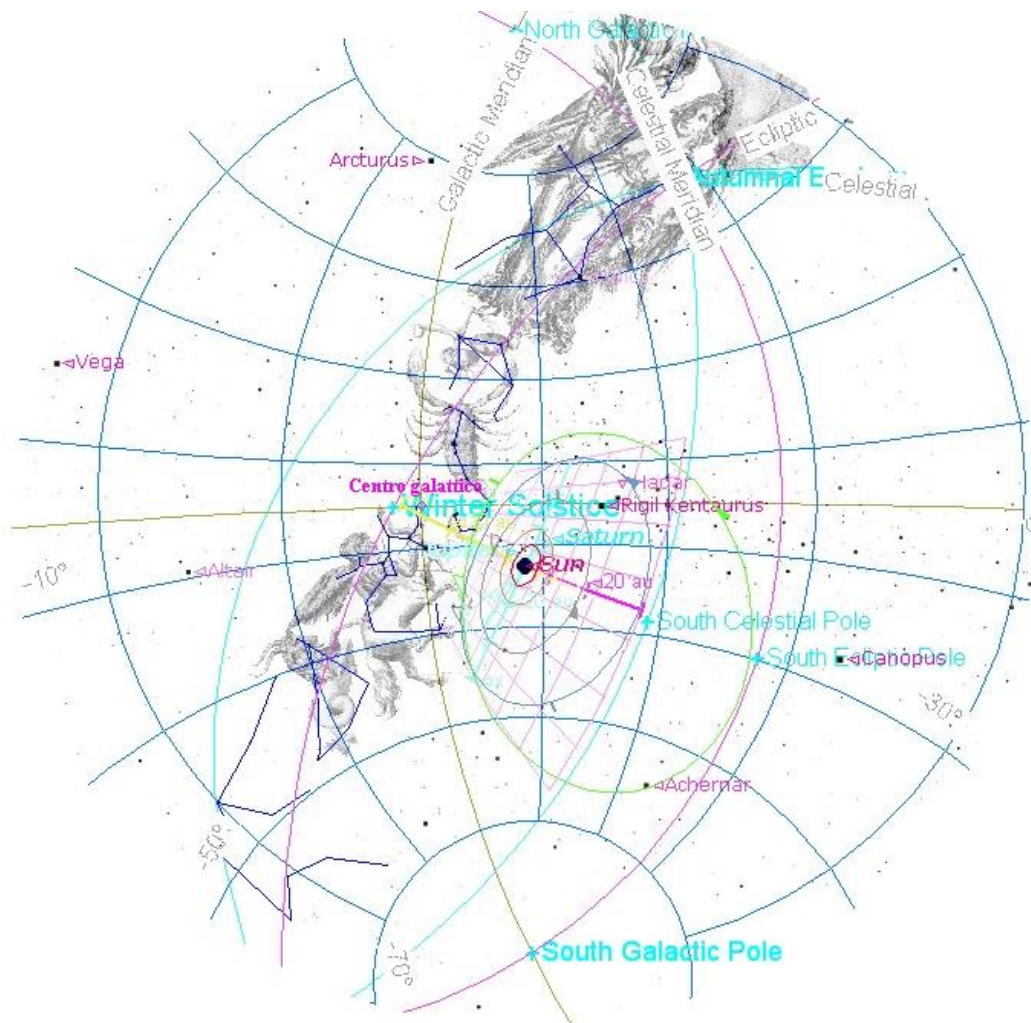 North Galactic
Galactic Meridian
Celestial Meridian
Ecliptic
Arcturus
Celestial
Vega
Centro galattico
Winter Solstice
Hadar
Rigil Kentaurus
Saturn
Sun
20 au
-10°
Altair
South Celestial Pole
South Ecliptic Pole
Canopus
-30°
Achernar
-50°
South Galactic Pole
-70°